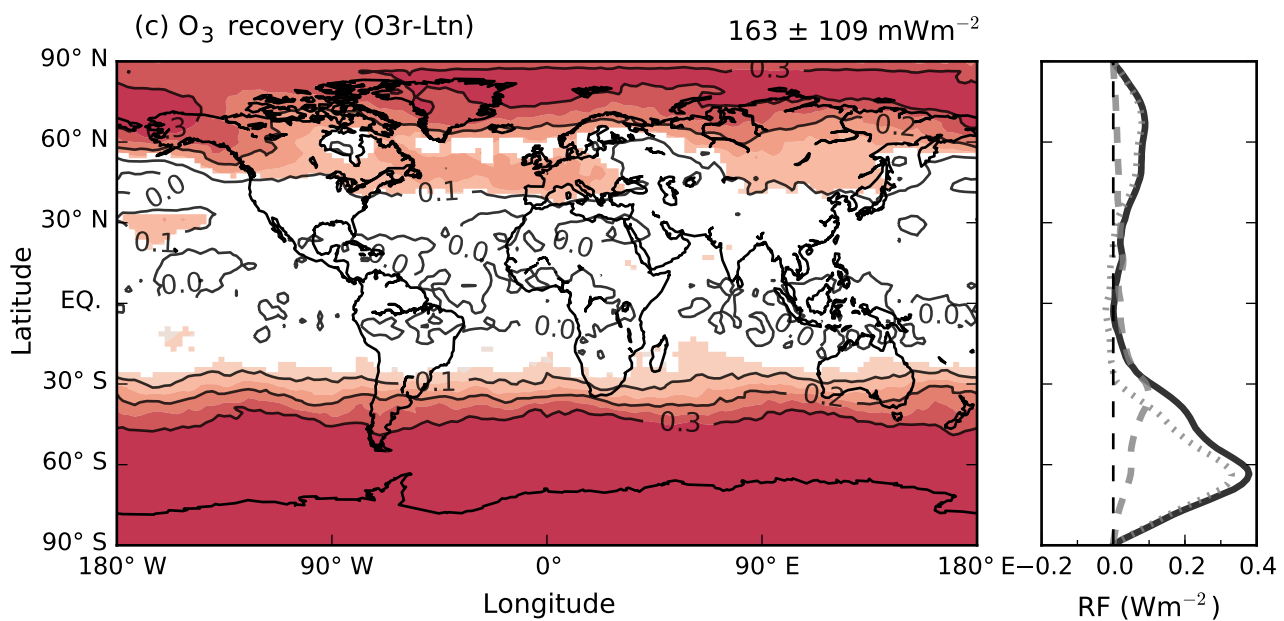 (c) O₃ recovery (O3r-Ltn)
163 ± 109 mWm⁻²
90° N
60° N
30° N
EQ.
30° S
60° S
90° S
Latitude
0.3
0.3
0.2
0.0
0.1
0.1
0.0
0.0
0.0
0.0
0.0
0.0
0.0
0.1
0.2
0.3
180° W
90° W
0°
90° E
180° E
Longitude
−0.2
0.0
0.2
0.4
RF (Wm⁻²)